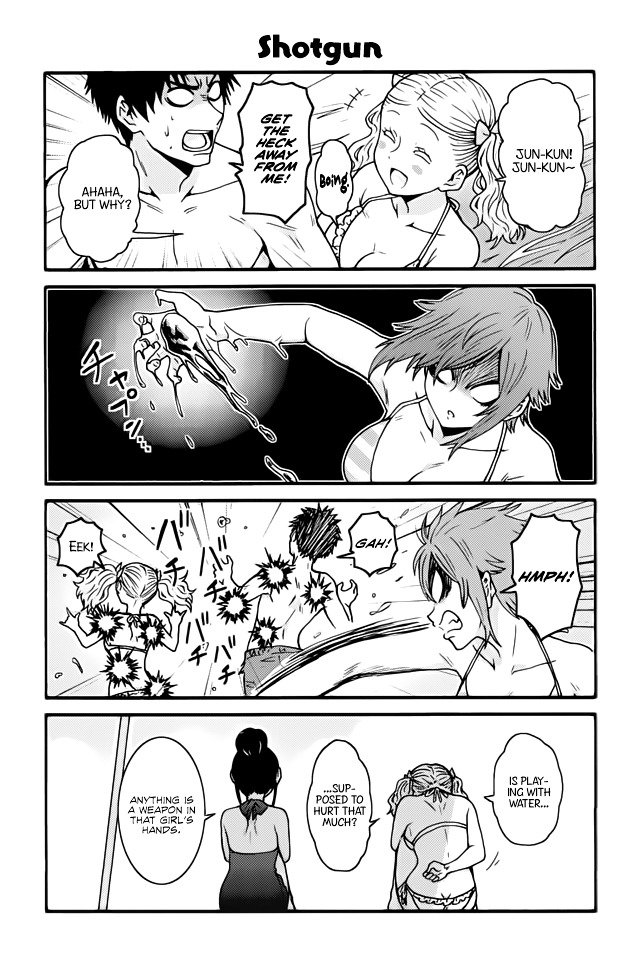 Shotgun
JUN-KUN!
JUN-KUN~
BOING
GET
THE
HECK
AWAY
FROM
ME!
AHAHA,
BUT WHY?
チャプッ…
HMPH!
GAH!
バチ
バチ
バチ
EEK!
IS PLAY-
ING WITH
WATER...
...SUP-
POSED TO
HURT THAT
MUCH?
ANYTHING IS
A WEAPON IN
THAT GIRL'S
HANDS.